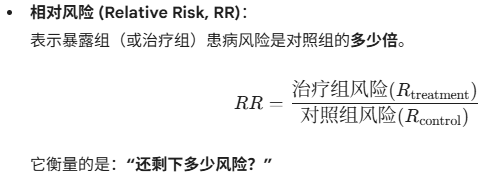 • 相对风险 (Relative Risk, RR)：
表示暴露组（或治疗组）患病风险是对照组的多少倍。
RR = 治疗组风险(R_treatment) / 对照组风险(R_control)
它衡量的是：“还剩下多少风险？”